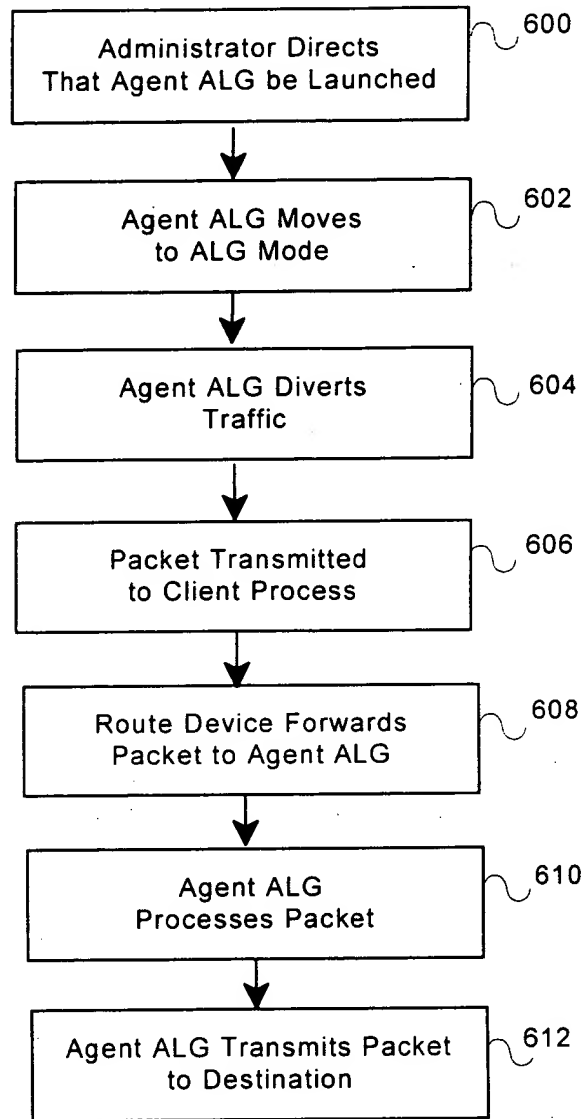 600
Administrator Directs
That Agent ALG be Launched
602
Agent ALG Moves
to ALG Mode
604
Agent ALG Diverts
Traffic
606
Packet Transmitted
to Client Process
608
Route Device Forwards
Packet to Agent ALG
610
Agent ALG
Processes Packet
612
Agent ALG Transmits Packet
to Destination